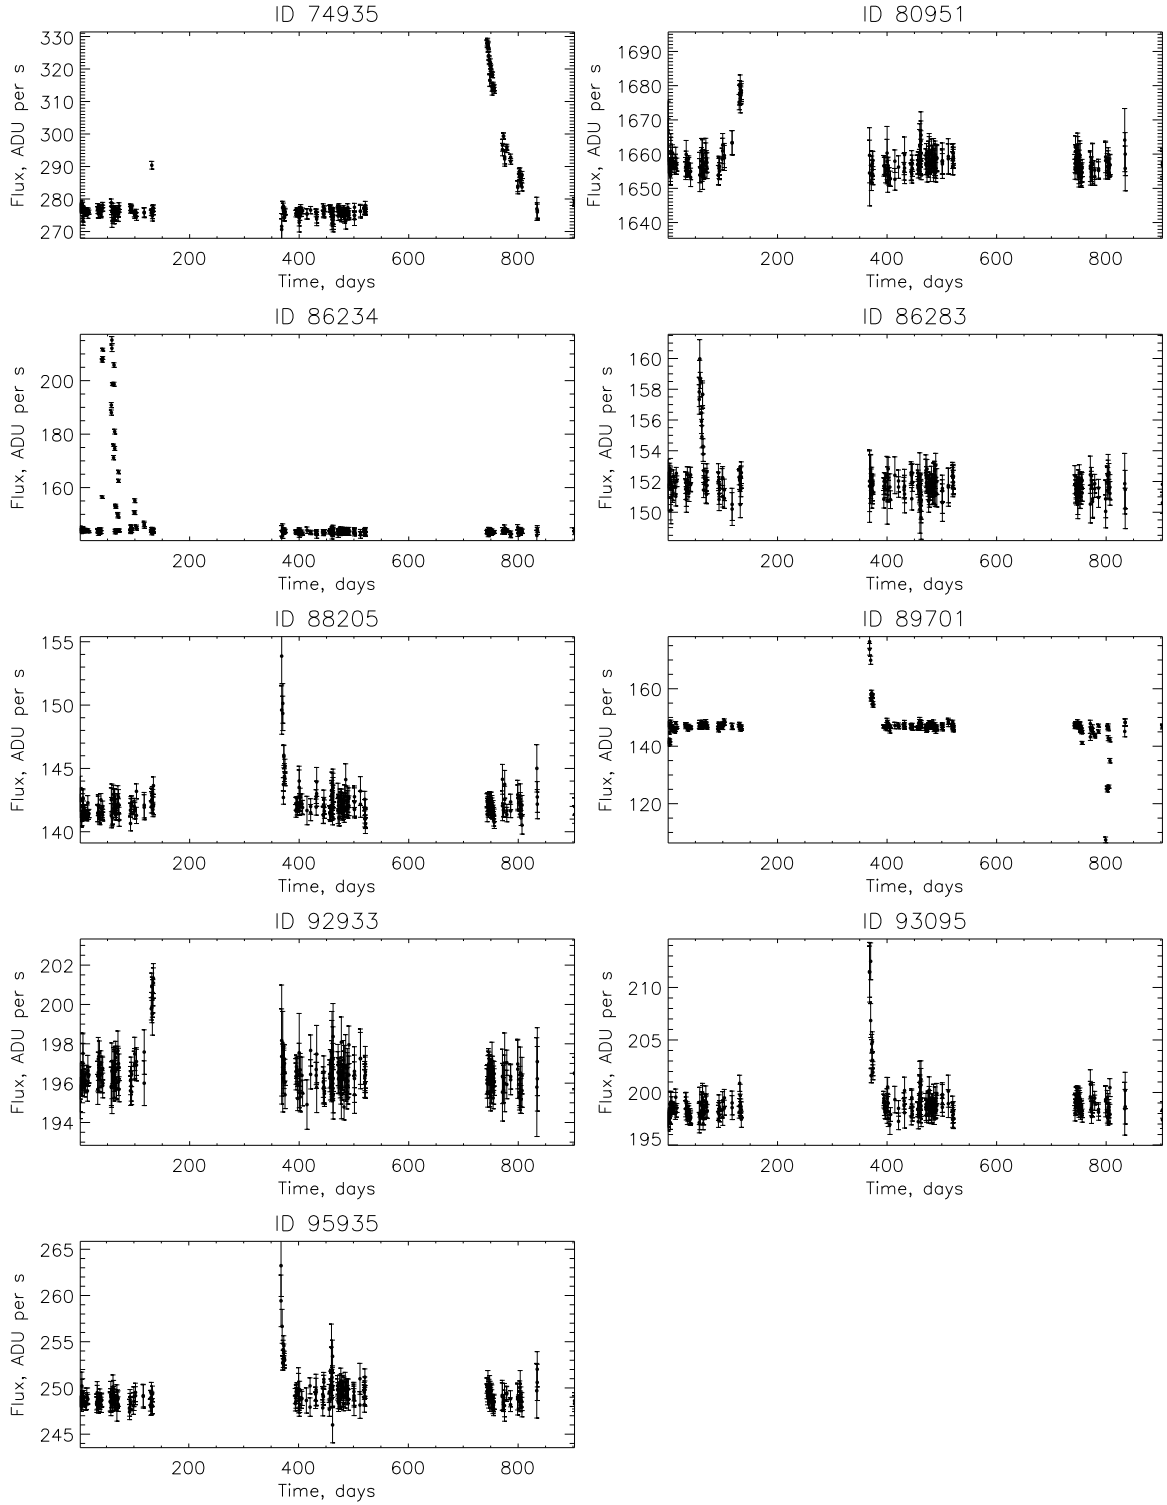 ID 74935
330
320
310
300
290
280
270
Flux, ADU per s
200 400 600 800
Time, days
ID 80951
1690
1680
1670
1660
1650
1640
Flux, ADU per s
200 400 600 800
Time, days
ID 86234
200
180
160
Flux, ADU per s
200 400 600 800
Time, days
ID 86283
160
158
156
154
152
150
Flux, ADU per s
200 400 600 800
Time, days
ID 88205
155
150
145
140
Flux, ADU per s
200 400 600 800
Time, days
ID 89701
160
140
120
Flux, ADU per s
200 400 600 800
Time, days
ID 92933
202
200
198
196
194
Flux, ADU per s
200 400 600 800
Time, days
ID 93095
210
205
200
195
Flux, ADU per s
200 400 600 800
Time, days
ID 95935
265
260
255
250
245
Flux, ADU per s
200 400 600 800
Time, days